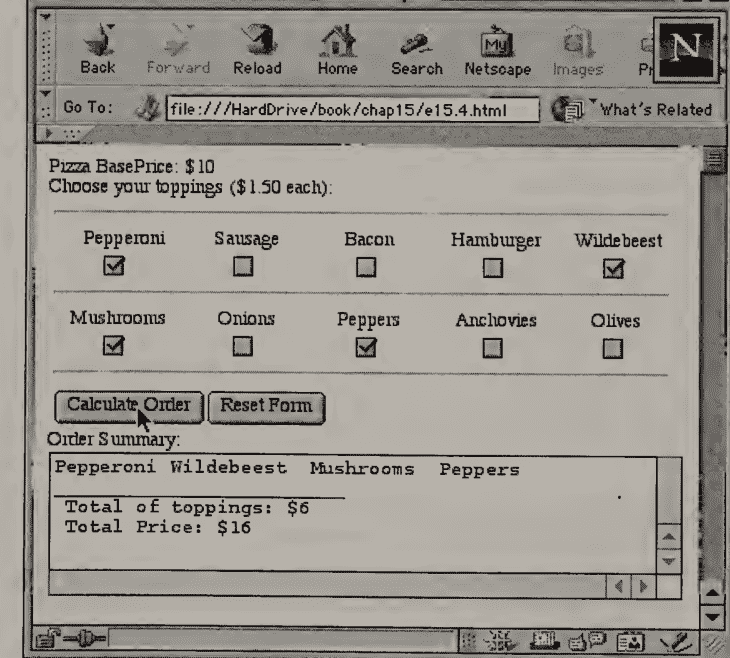 Back Forward Reload Home Search Netscape Images
My
N
Go To: file:///HardDrive/book/chap15/e15.4.html What's Related
Pizza BasePrice: $10
Choose your toppings ($1.50 each):
Pepperoni Sausage Bacon Hamburger Wildebeest
Mushrooms Onions Peppers Anchovies Olives
Calculate Order Reset Form
Order Summary:
Pepperoni Wildebeest Mushrooms Peppers
Total of toppings: $6
Total Price: $16